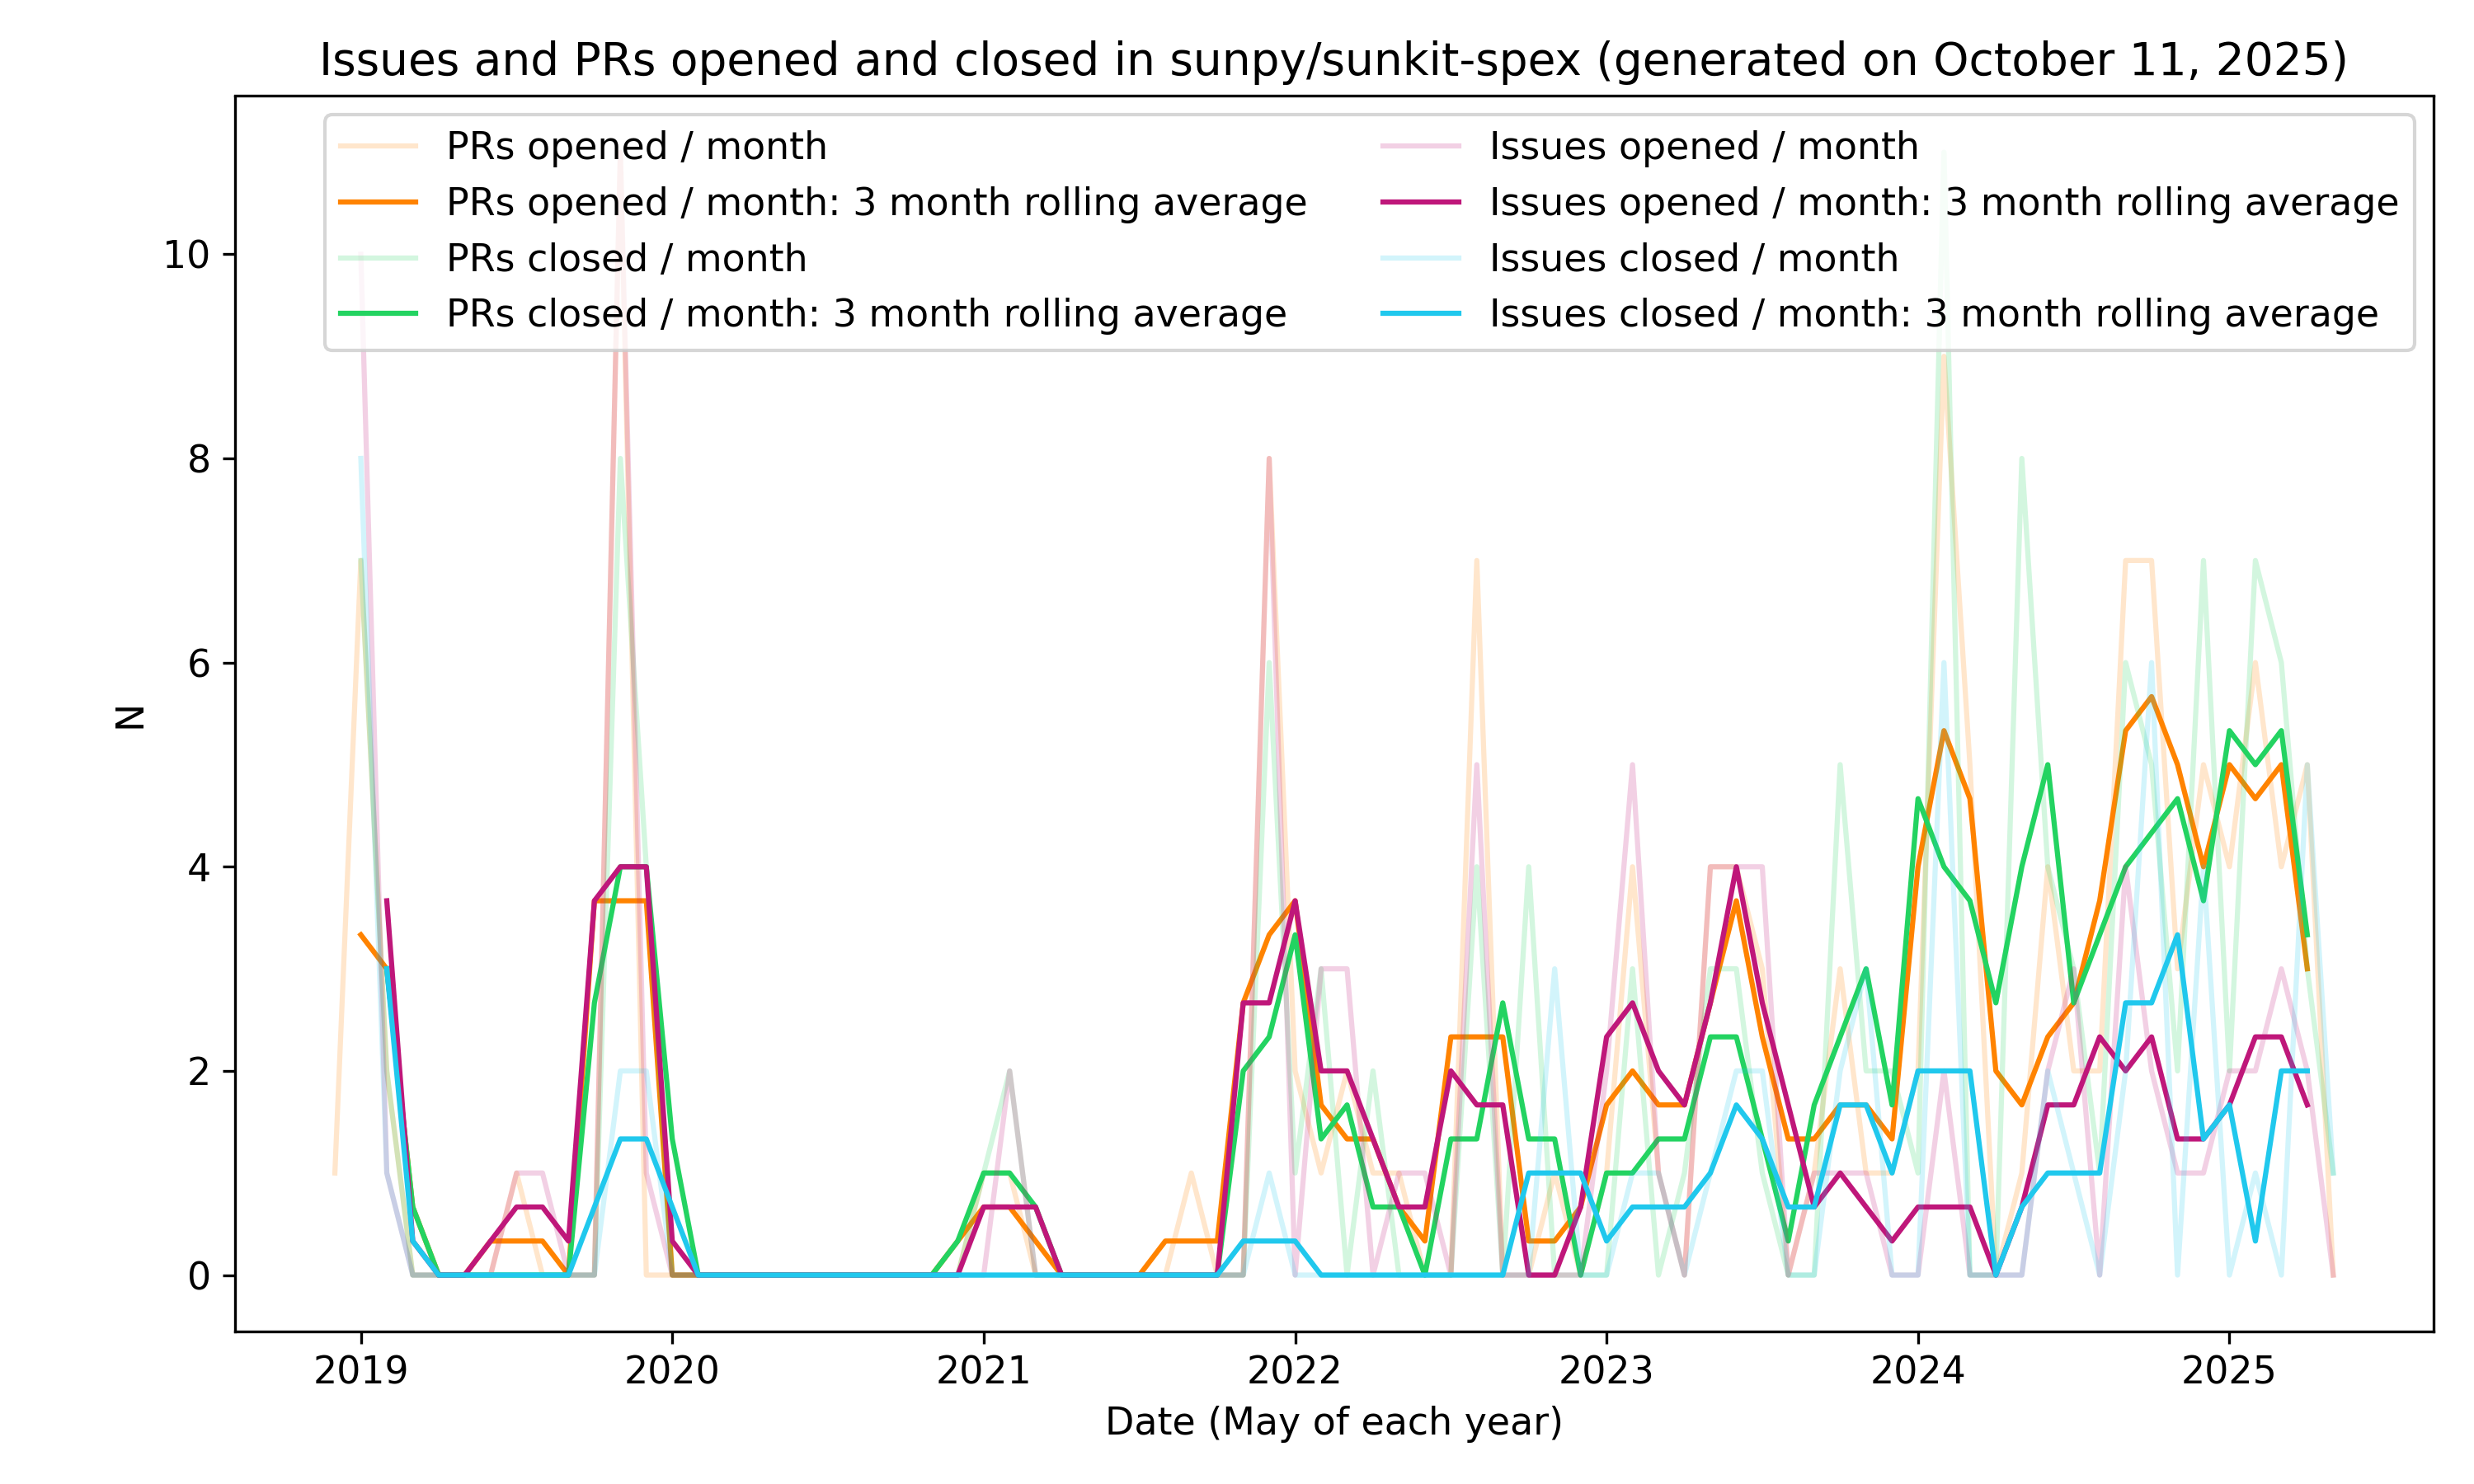 Issues and PRs opened and closed in sunpy/sunkit-spex (generated on October 11, 2025)
PRs opened / month
PRs opened / month: 3 month rolling average
PRs closed / month
PRs closed / month: 3 month rolling average
Issues opened / month
Issues opened / month: 3 month rolling average
Issues closed / month
Issues closed / month: 3 month rolling average
10
8
6
4
2
0
N
2019 2020 2021 2022 2023 2024 2025
Date (May of each year)